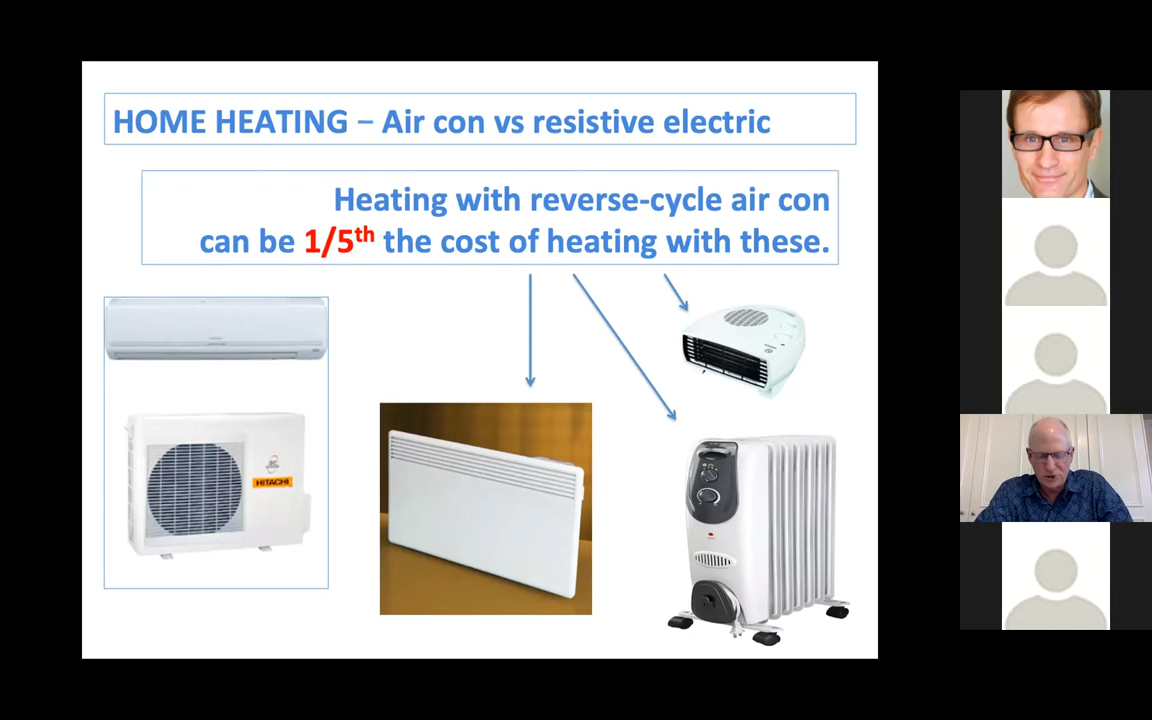 HOME HEATING – Air con vs resistive electric
Heating with reverse-cycle air con
can be 1/5th the cost of heating with these.
HITACHI